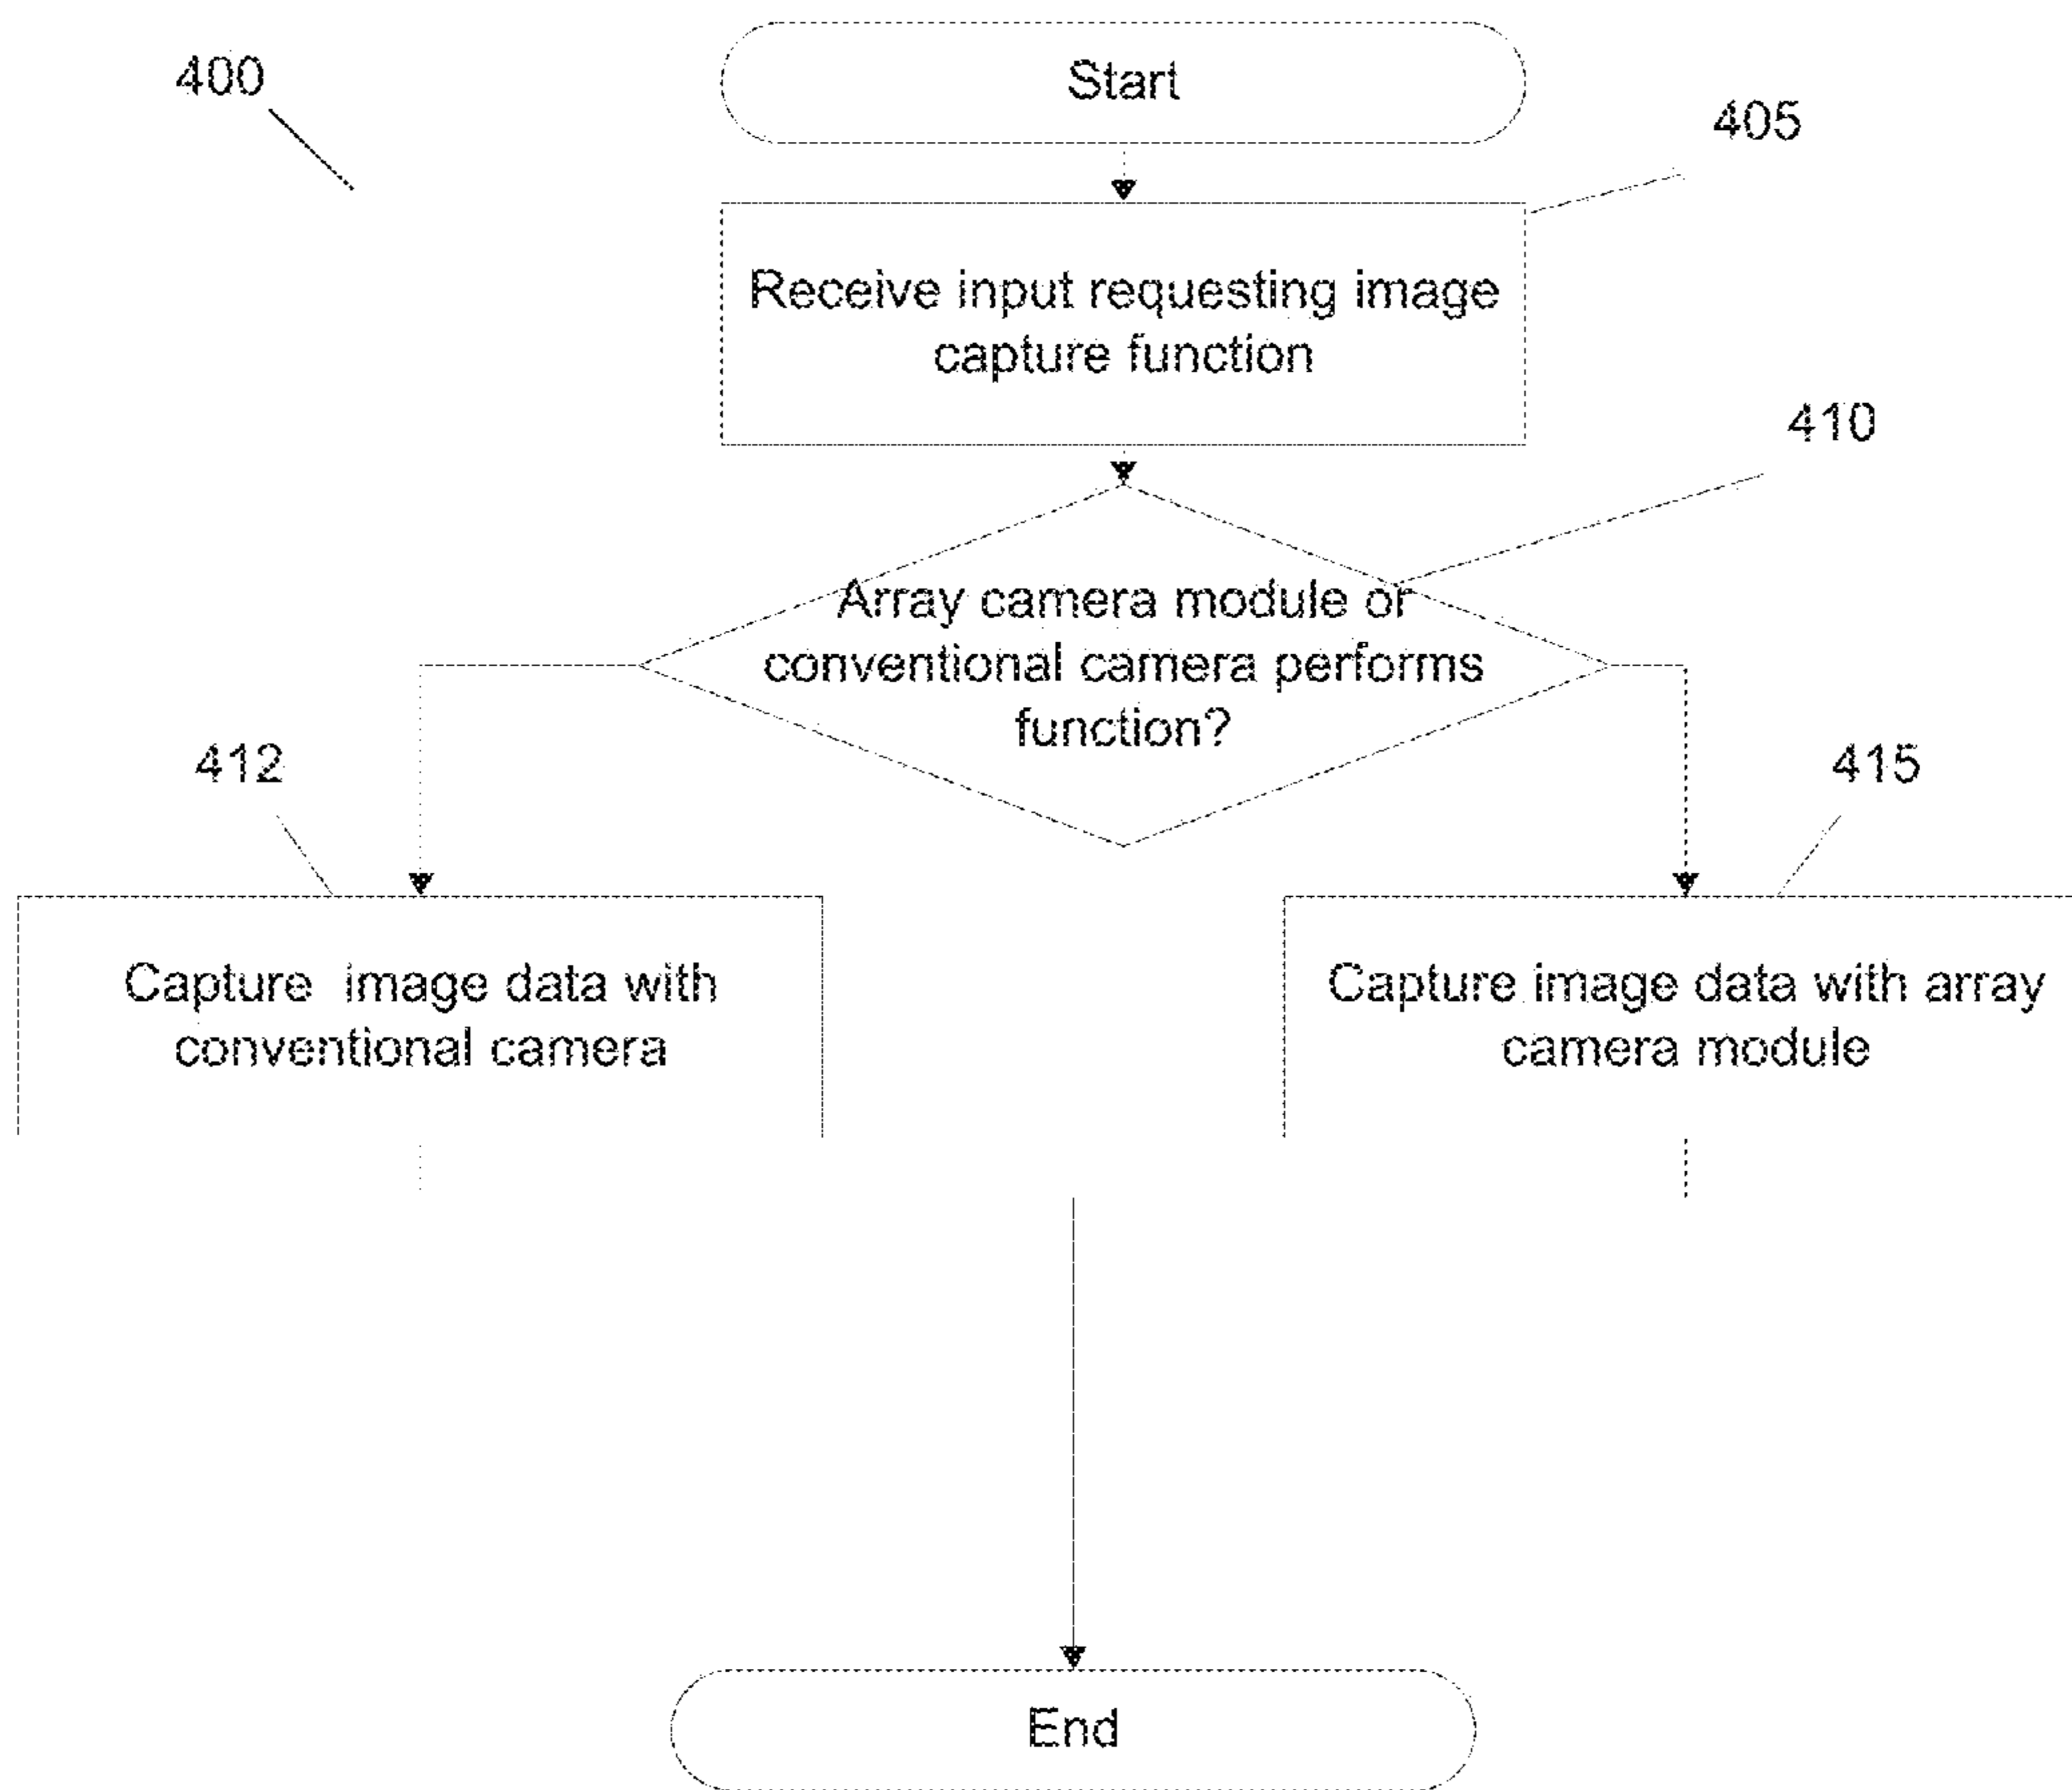 400
Start
405
Receive input requesting image
capture function
410
Array camera module or
conventional camera performs
function?
412
415
Capture image data with
conventional camera
Capture image data with array
camera module
End